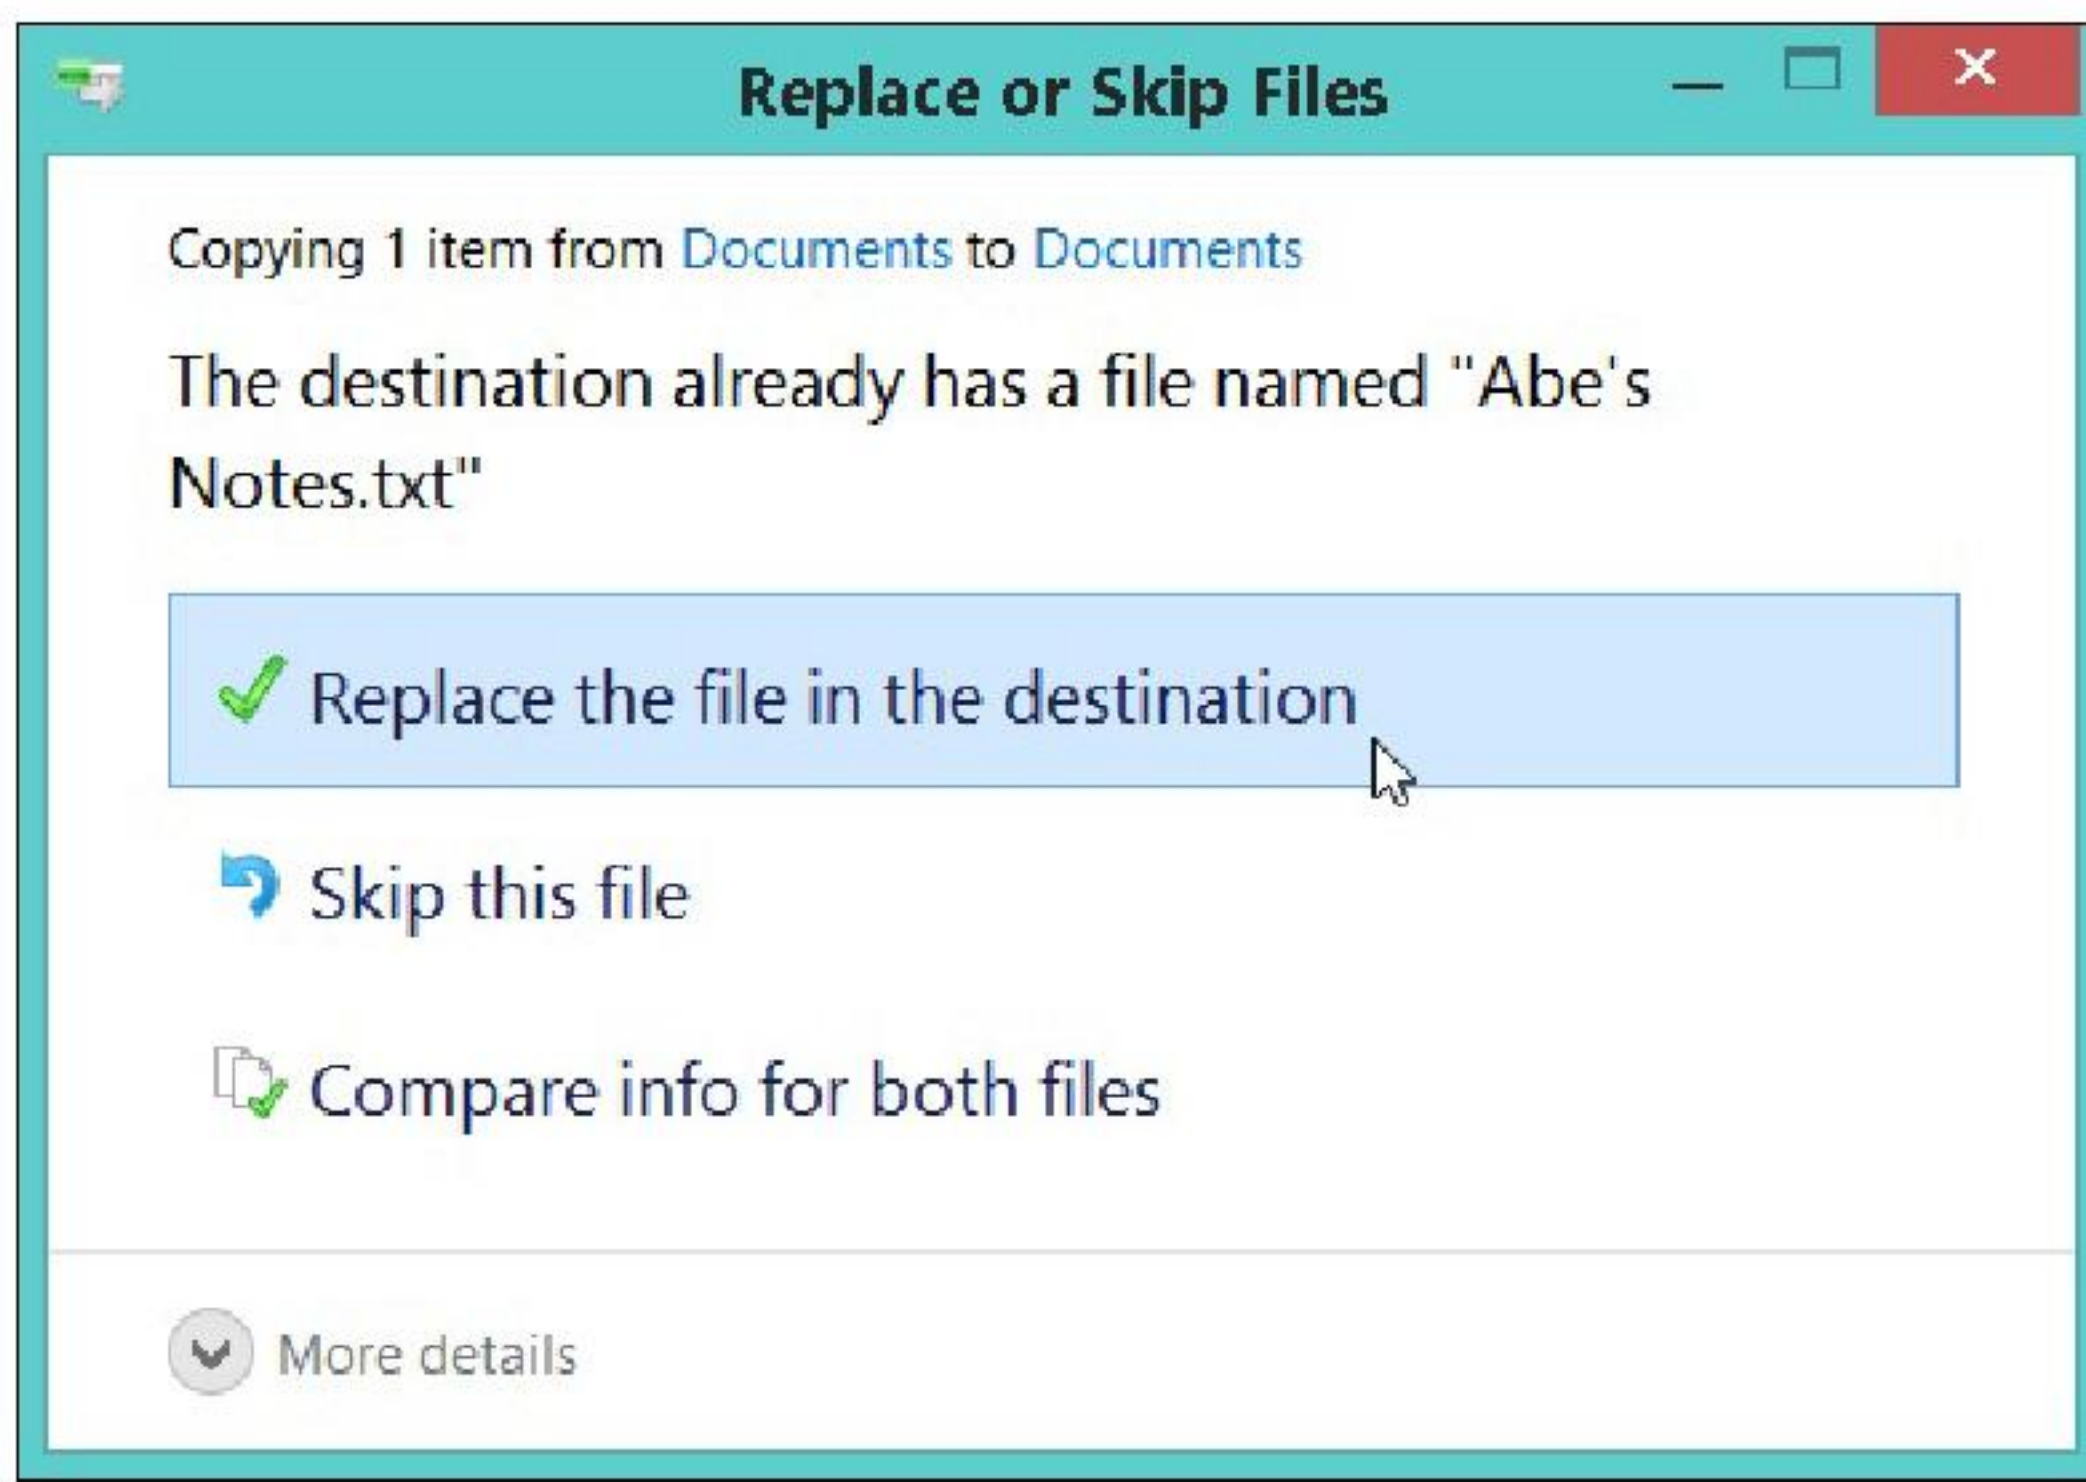 Replace or Skip Files
Copying 1 item from Documents to Documents
The destination already has a file named "Abe's
Notes.txt"
Replace the file in the destination
Skip this file
Compare info for both files
More details